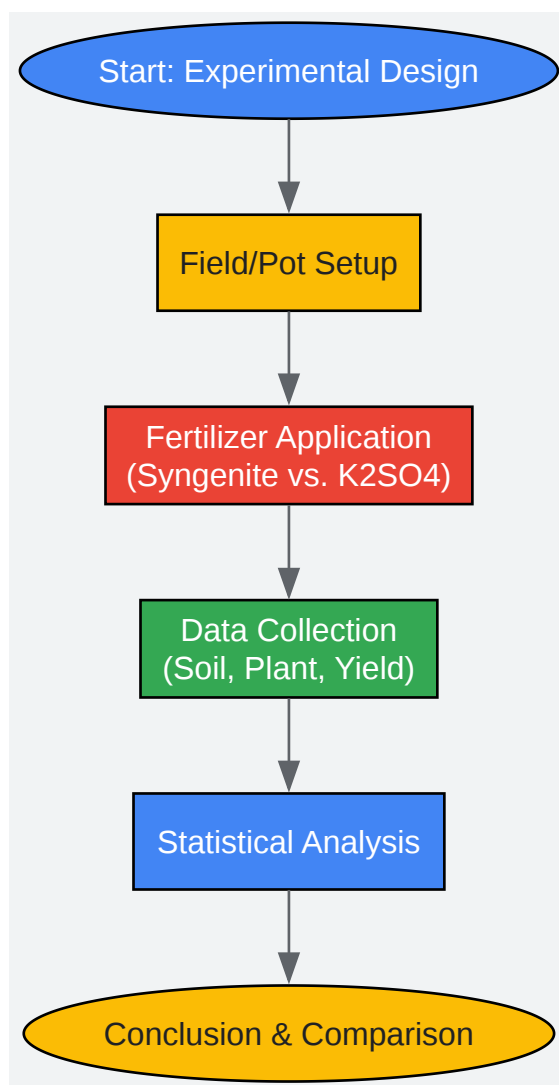 Start: Experimental Design
Field/Pot Setup
Fertilizer Application
(Syngenite vs. K2SO4)
Data Collection
(Soil, Plant, Yield)
Statistical Analysis
Conclusion & Comparison